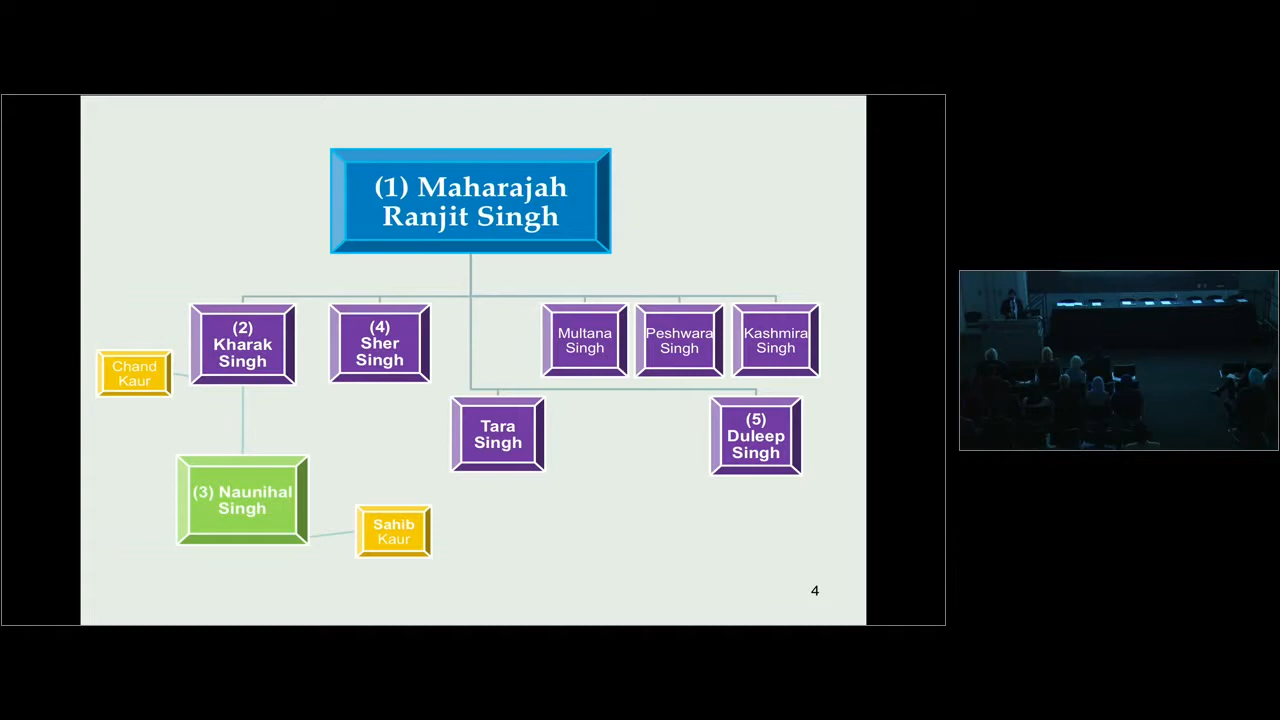 (1) Maharajah
Ranjit Singh
(2)
Kharak
Singh
(4)
Sher
Singh
Multana
Singh
Peshwara
Singh
Kashmira
Singh
Chand
Kaur
Tara
Singh
(5)
Duleep
Singh
(3) Naunihal
Singh
Sahib
Kaur
4